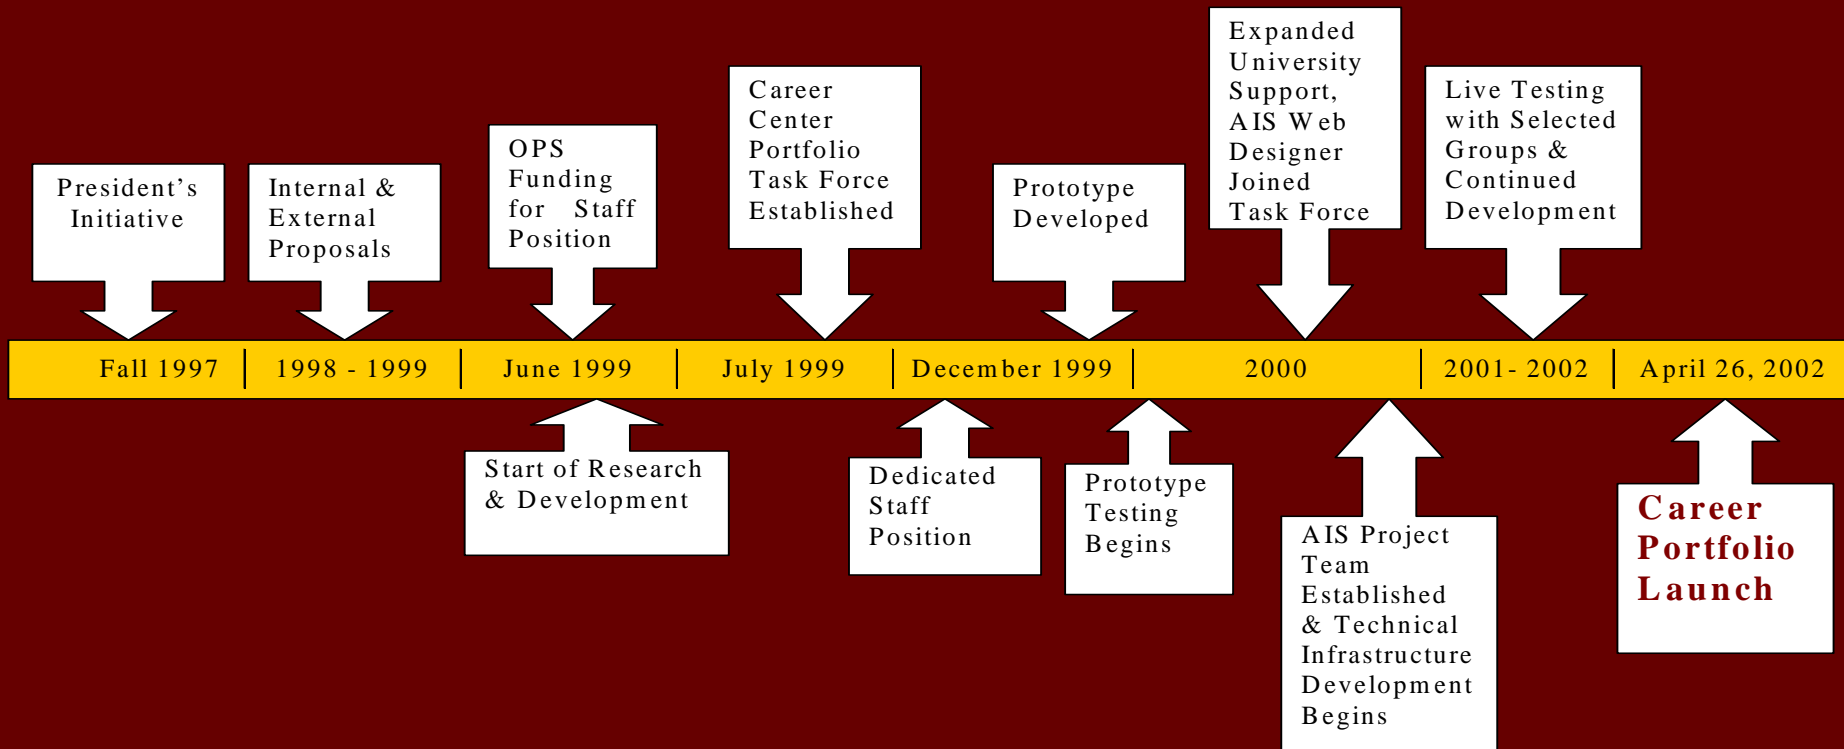 President's
Initiative
Internal &
External
Proposals
OPS
Funding
for Staff
Position
Career
Center
Portfolio
Task Force
Established
Prototype
Developed
Expanded
University
Support,
AIS Web
Designer
Joined
Task Force
Live Testing
with Selected
Groups &
Continued
Development
Fall 1997
1998 - 1999
June 1999
July 1999
December 1999
2000
2001- 2002
April 26, 2002
Start of Research
& Development
Dedicated
Staff
Position
Prototype
Testing
Begins
AIS Project
Team
Established
& Technical
Infrastructure
Development
Begins
Career
Portfolio
Launch